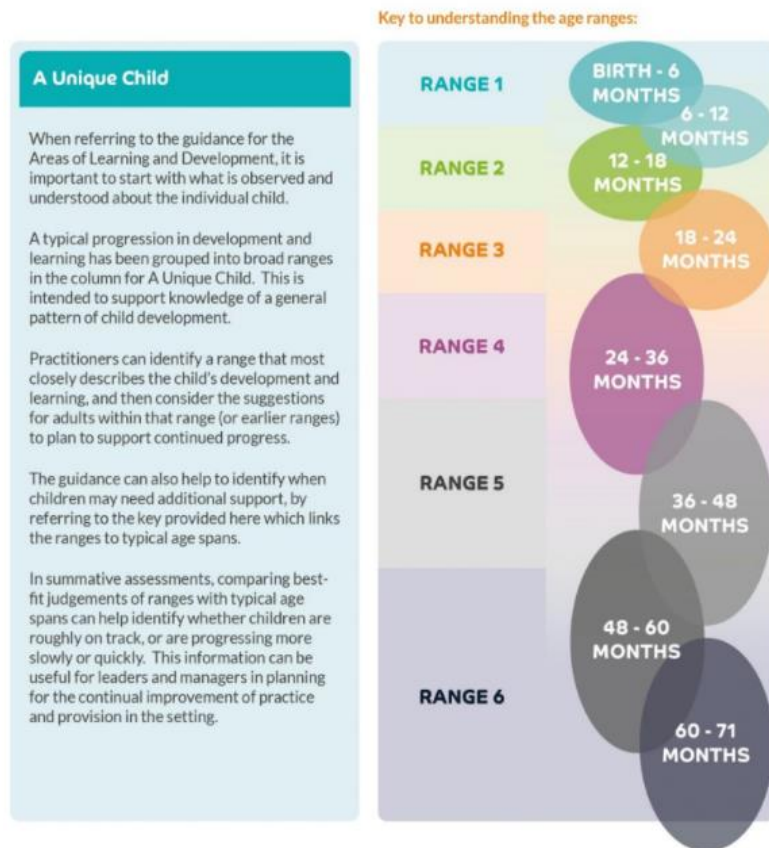 Key to understanding the age ranges:
A Unique Child
When referring to the guidance for the
Areas of Learning and Development, it is
important to start with what is observed and
understood about the individual child.
A typical progression in development and
learning has been grouped into broad ranges
in the column for A Unique Child. This is
intended to support knowledge of a general
pattern of child development.
Practitioners can identify a range that most
closely describes the child's development and
learning, and then consider the suggestions
for adults within that range (or earlier ranges)
to plan to support continued progress.
The guidance can also help to identify when
children may need additional support, by
referring to the key provided here which links
the ranges to typical age spans.
In summative assessments, comparing best-
fit judgements of ranges with typical age
spans can help identify whether children are
roughly on track, or are progressing more
slowly or quickly. This information can be
useful for leaders and managers in planning
for the continual improvement of practice
and provision in the setting.
RANGE 1
BIRTH - 6
MONTHS
6 - 12
MONTHS
RANGE 2
12 - 18
MONTHS
RANGE 3
18 - 24
MONTHS
RANGE 4
24 - 36
MONTHS
RANGE 5
36 - 48
MONTHS
48 - 60
MONTHS
RANGE 6
60 - 71
MONTHS